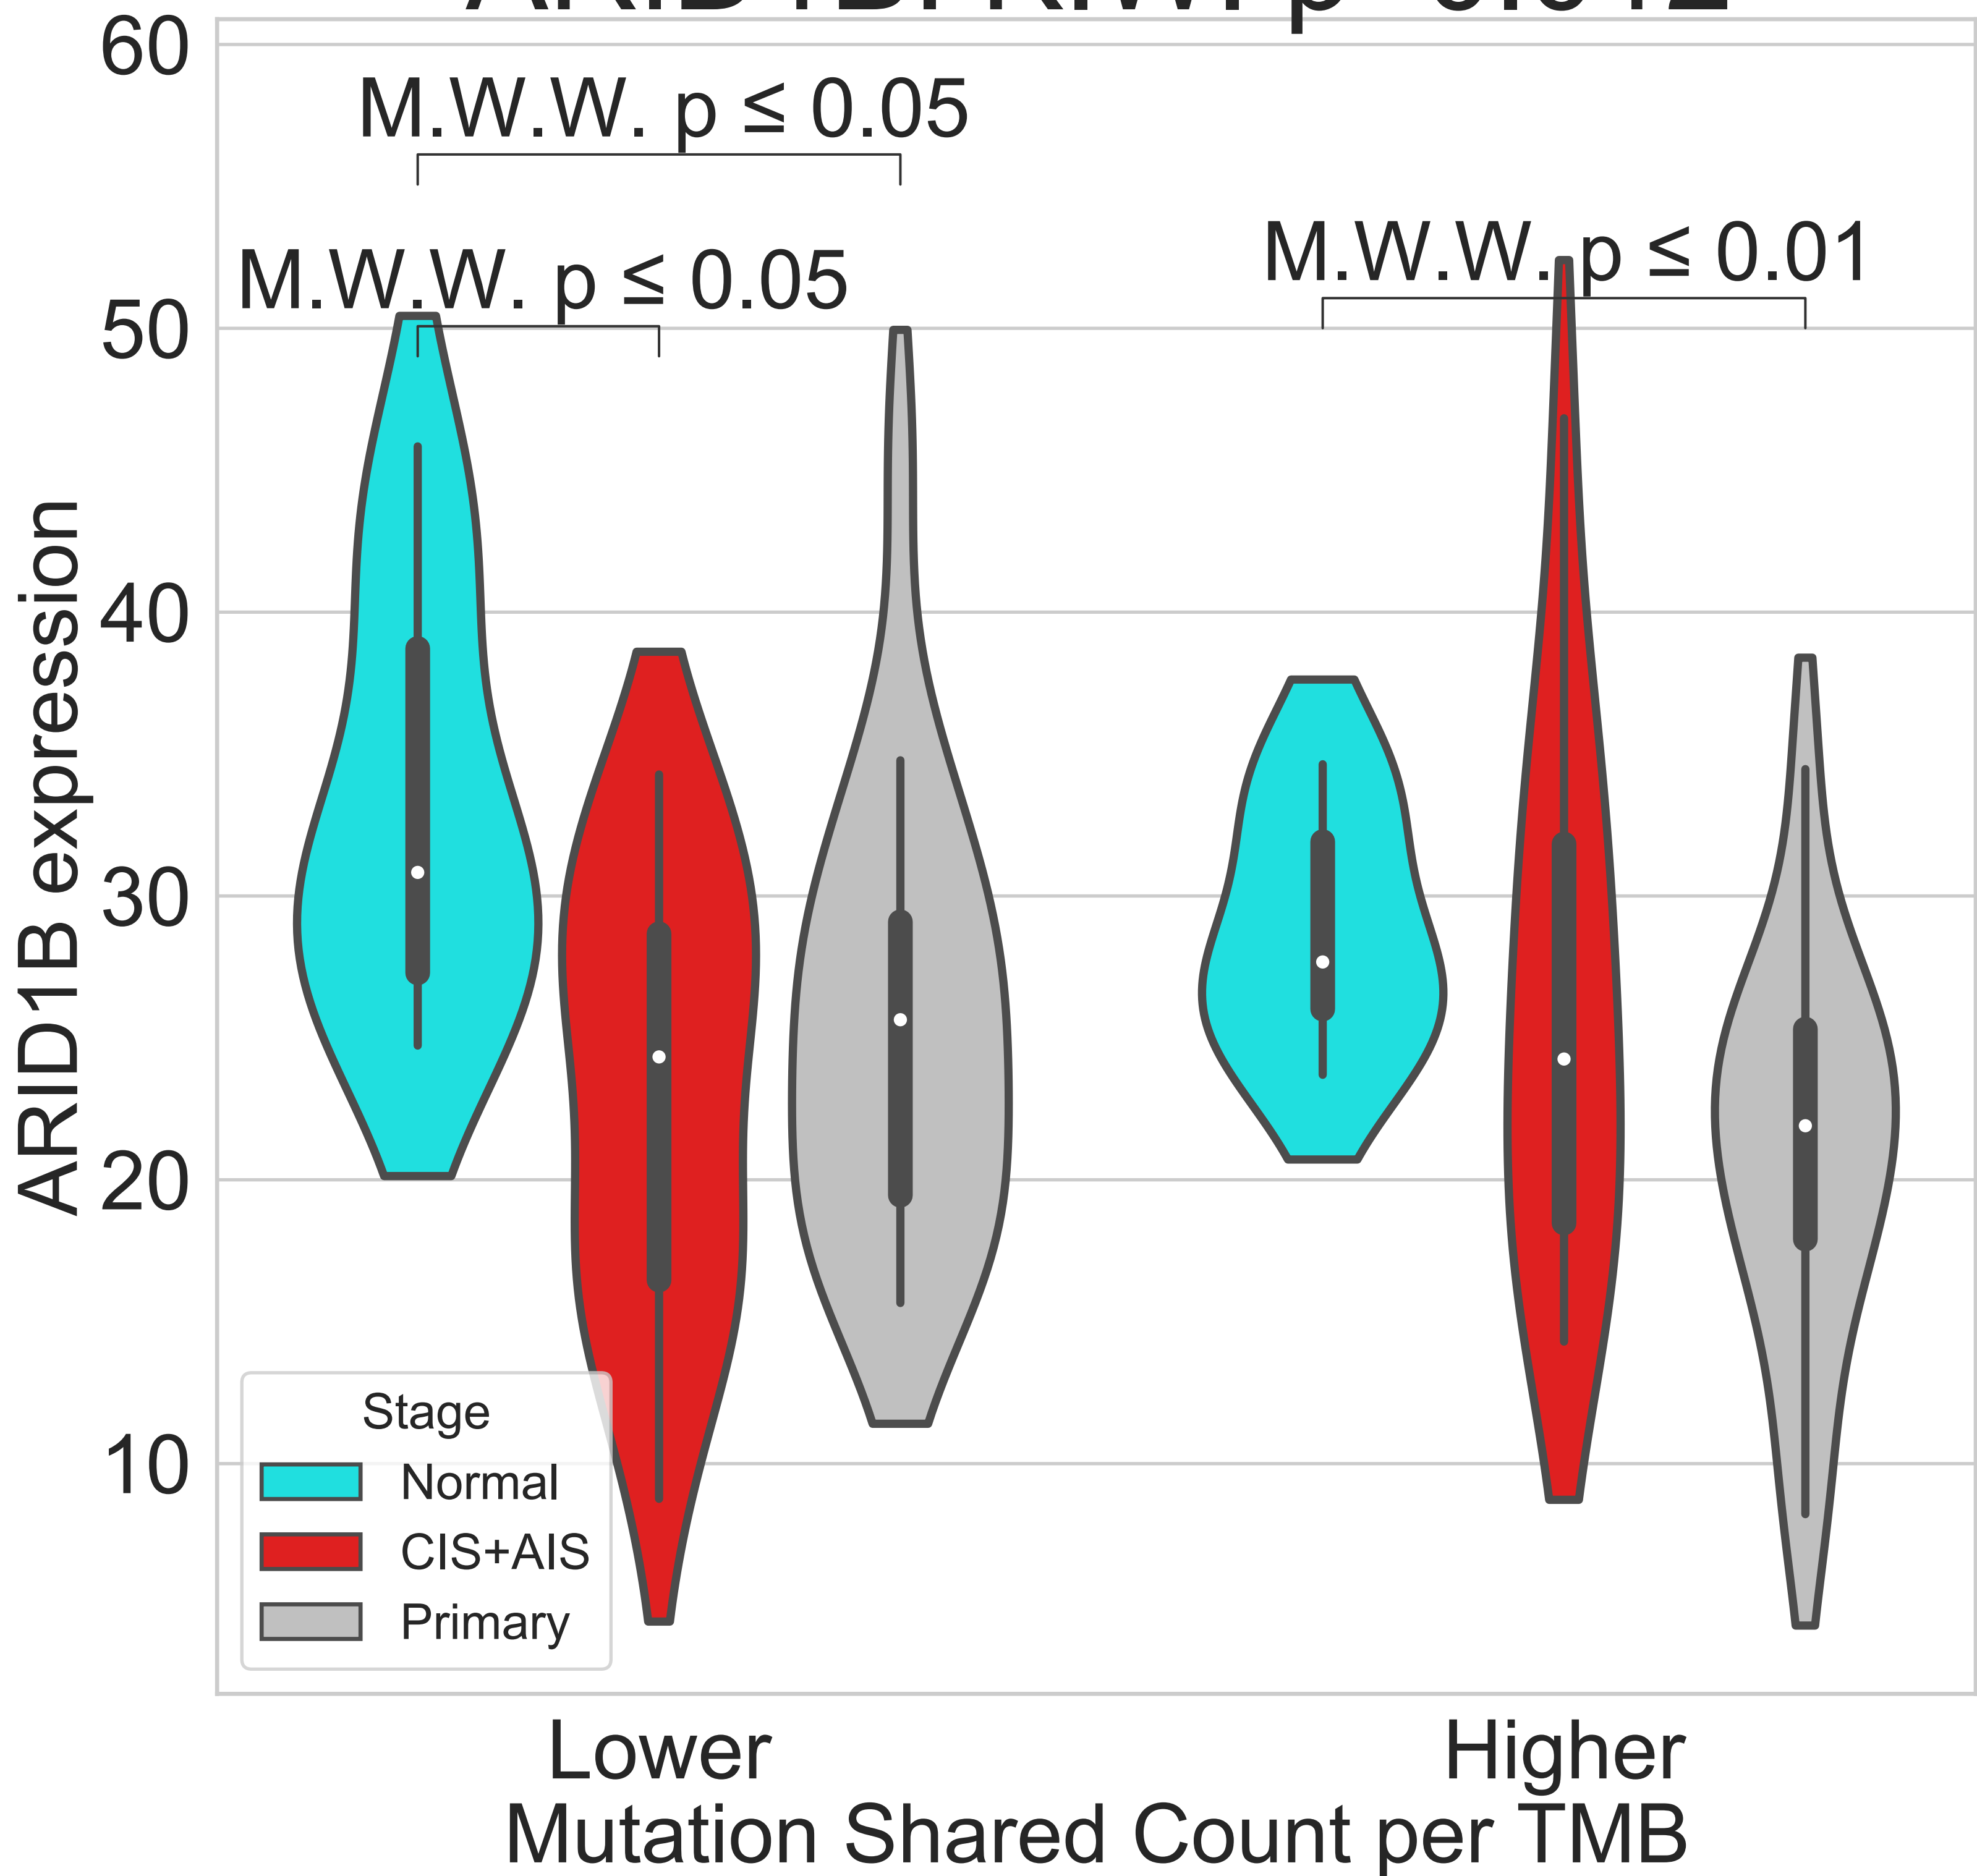 60
M.W.W. p ≤ 0.05
M.W.W. p ≤ 0.01
M.W.W. p ≤ 0.05
50
40
30
20
10
ARID1B expression
Stage
Normal
CIS+AIS
Primary
Lower
Higher
Mutation Shared Count per TMB